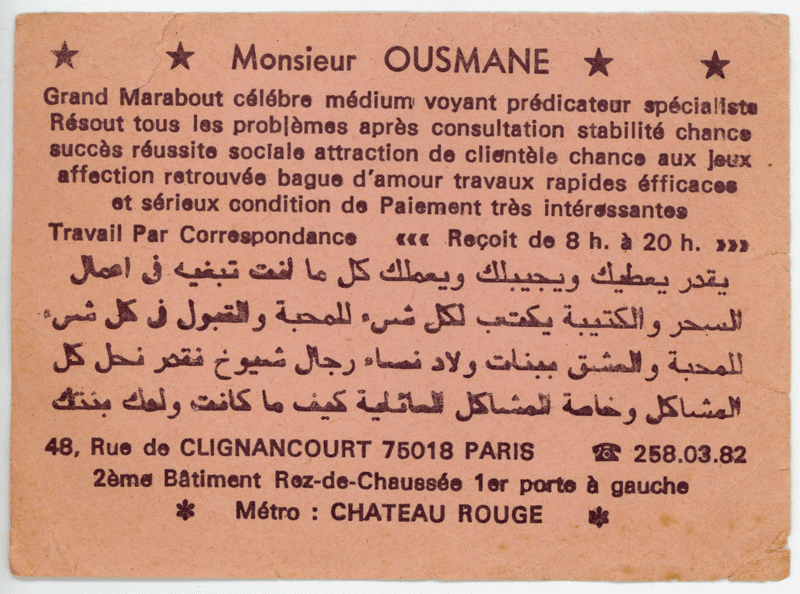 ★ ★ Monsieur OUSMANE ★ ★
Grand Marabout célébre médium voyant prédicateur spécialiste
Résout tous les problèmes après consultation stabilité chance
succès réussite sociale attraction de clientèle chance aux jeux
affection retrouvée bague d'amour travaux rapides éfficaces
et sérieux condition de Paiement très intéressantes
Travail Par Correspondance ««« Reçoit de 8 h. à 20 h. »»»
يقدر يعطيك ويجيبلك ويعملك كل ما انت تبغيه في اعمال
السحر والكتيبة يكتب لكل شيء للمحبة والقبول في كل شيء
للمحبة والعشق ببنات ولاد نساء رجال شيوخ نقدر نحل كل
المشاكل وخاصة المشاكل العائلية كيف ما كانت ولدك بنتك
48, Rue de CLIGNANCOURT 75018 PARIS ☎ 258.03.82
2ème Bâtiment Rez-de-Chaussée 1er porte à gauche
✻ Métro : CHATEAU ROUGE ✻